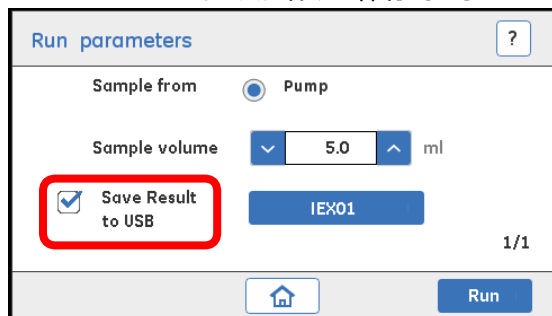 Run parameters
?
Sample from
Pump
Sample volume
5.0
ml
Save Result
to USB
IEX01
1/1
Run